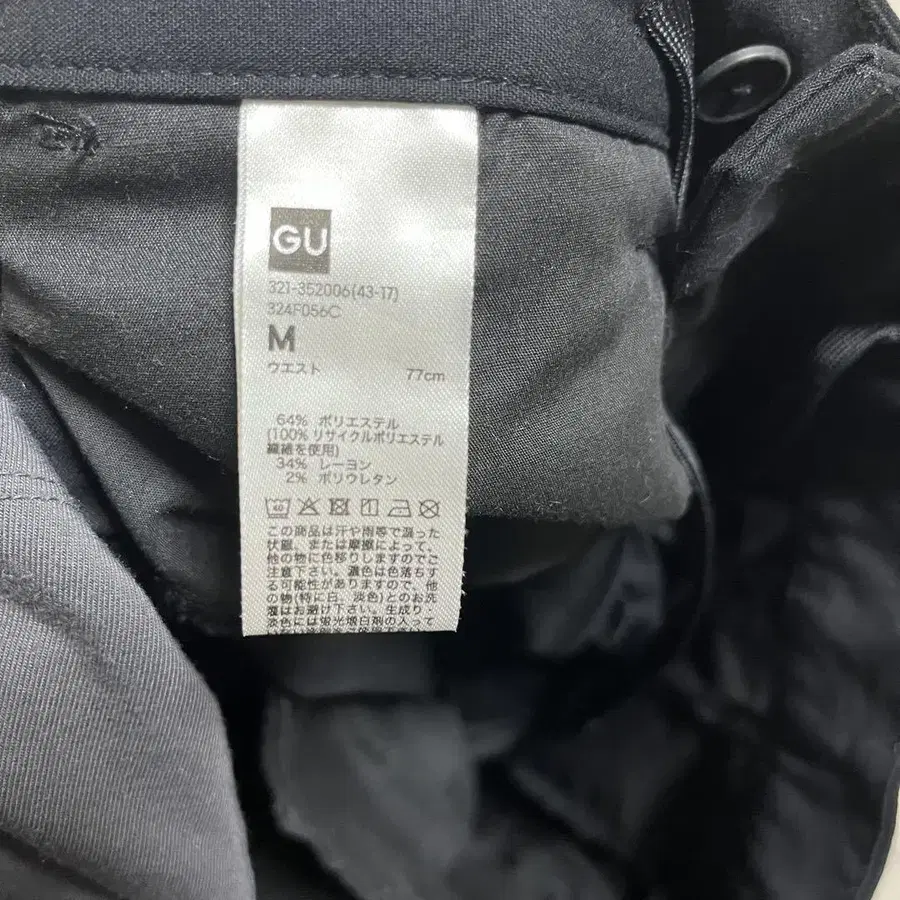 GU
321-352006(43-17)
324F056C
M
ウエスト 77cm
64% ポリエステル
(100% リサイクルポリエステル
繊維を使用)
34% レーヨン
2% ポリウレタン
40
この商品は汗や雨等で湿った
状態、または摩擦によって、
他の物に色移りしますのでご
注意下さい。濃色は色落ちす
る可能性がありますので、他
の物(特に白、淡色)とのお洗
濯はお避け下さい。生成り・
淡色には蛍光増白剤の入って